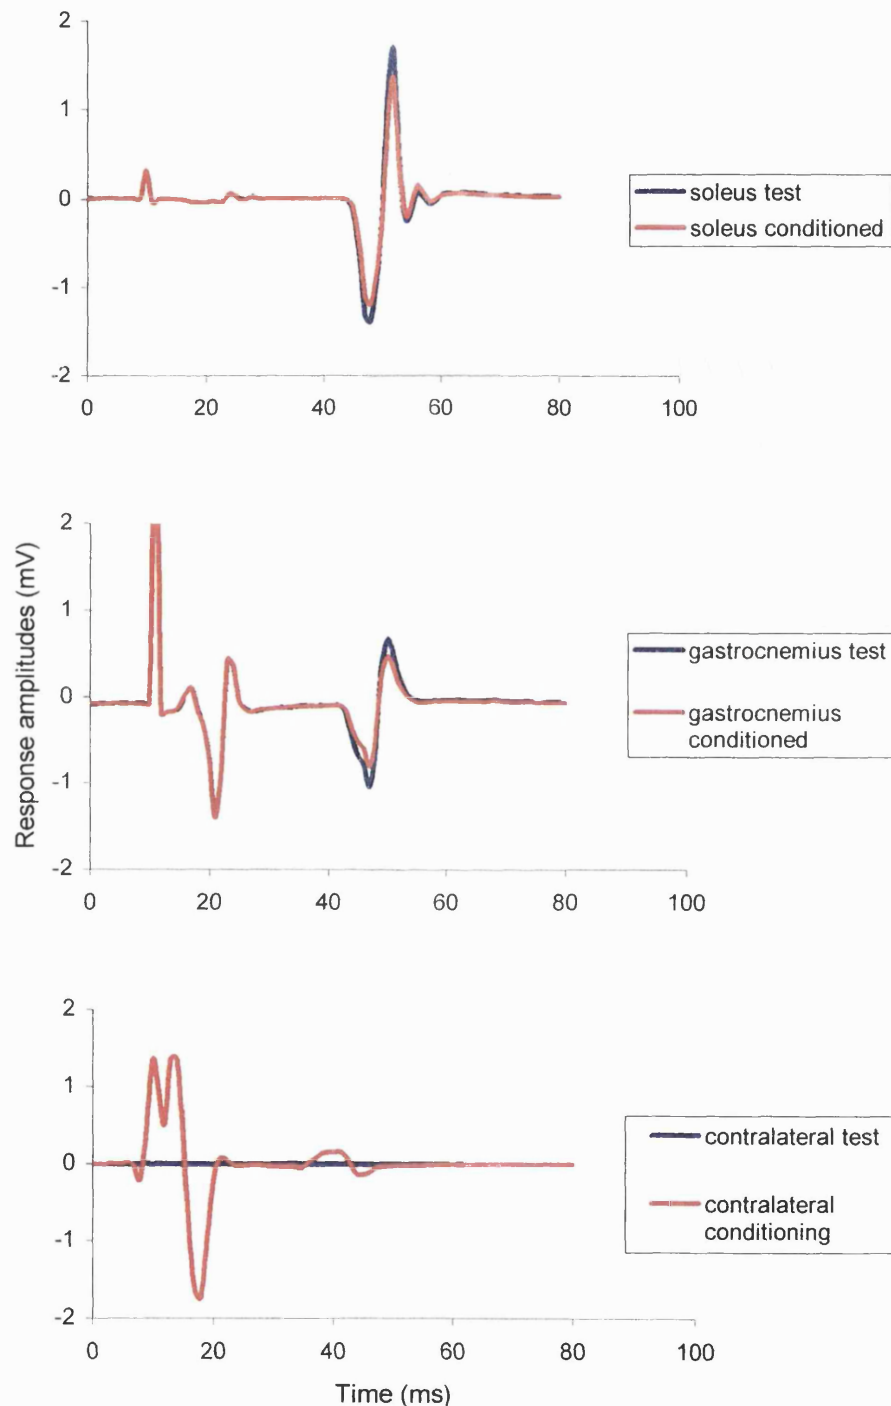 2
1
0
-1
-2
0 20 40 60 80 100
soleus test
soleus conditioned
Response amplitudes (mV)
2
1
0
-1
-2
0 20 40 60 80 100
gastrocnemius test
gastrocnemius
conditioned
2
1
0
-1
-2
0 20 40 60 80 100
contralateral test
contralateral
conditioning
Time (ms)